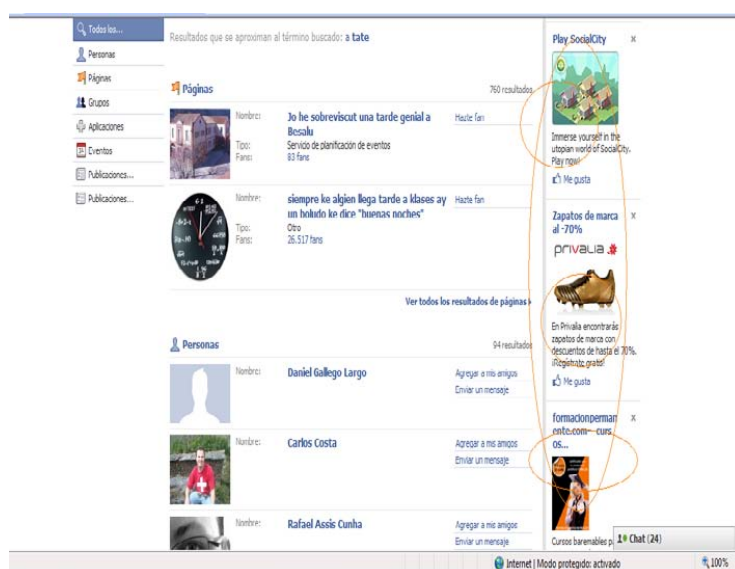 Todos los...
Personas
Páginas
Grupos
Aplicaciones
Eventos
Publicaciones...
Publicaciones...
Resultados que se aproximan al término buscado: a tate
Páginas
760 resultados
Nombre: Jo he sobreviscut una tarde genial a
Besalu
Hazte fan
Tipo: Servicio de planificación de eventos
Fans: 83 fans
Nombre: siempre ke algien llega tarde a klases ay
un boludo ke dice "buenas noches"
Hazte fan
Tipo: Otro
Fans: 26.517 fans
Ver todos los resultados de páginas
Personas
94 resultados
Nombre: Daniel Gallego Largo
Agregar a mis amigos
Enviar un mensaje
Nombre: Carlos Costa
Agregar a mis amigos
Enviar un mensaje
Nombre: Rafael Assis Cunha
Agregar a mis amigos
Enviar un mensaje
Play SocialCity x
Immerse yourself in the
utopian world of SocialCity.
Play now!
Me gusta
Zapatos de marca x
al -70%
privalia
En Privalia encontrarás
zapatos de marca con
descuentos de hasta el 70%.
¡Regístrate gratis!
Me gusta
formacionperman x
ente.com- curs
os...
Cursos baremables
Chat (24)
Internet | Modo protegido: activado
100%